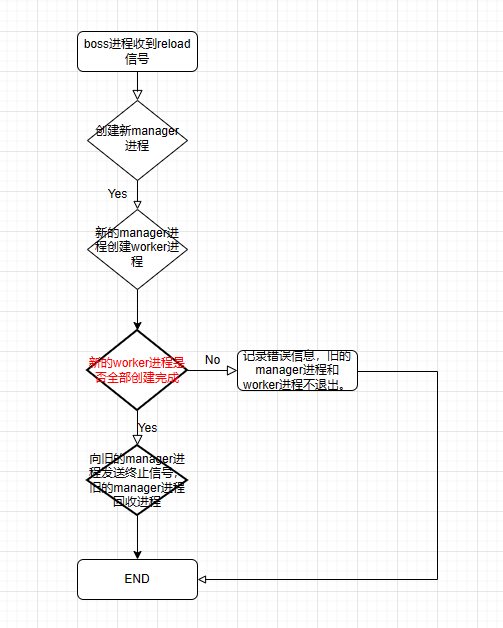 boss进程收到reload
信号
创建新manager
进程
Yes
新的manager进
程创建worker进
程
新的worker进程是
否全部创建完成
No
记录错误信息，旧的
manager进程和
worker进程不退出。
Yes
向旧的manager进
程发送终止信号，
旧的manager进程
回收进程
END